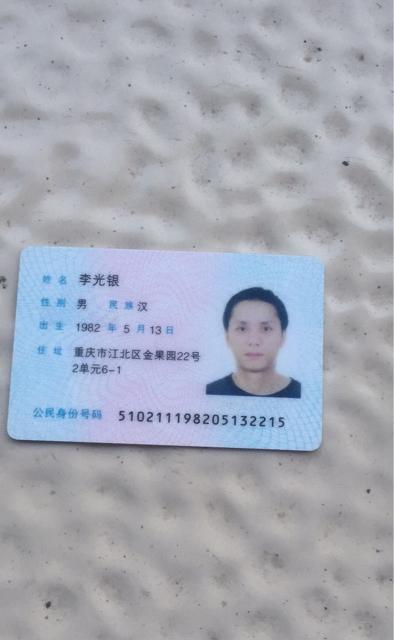 姓名 李光银
性别 男 民族 汉
出生 1982 年 5 月 13 日
住址 重庆市江北区金果园22号
2单元6-1
公民身份号码 510211198205132215